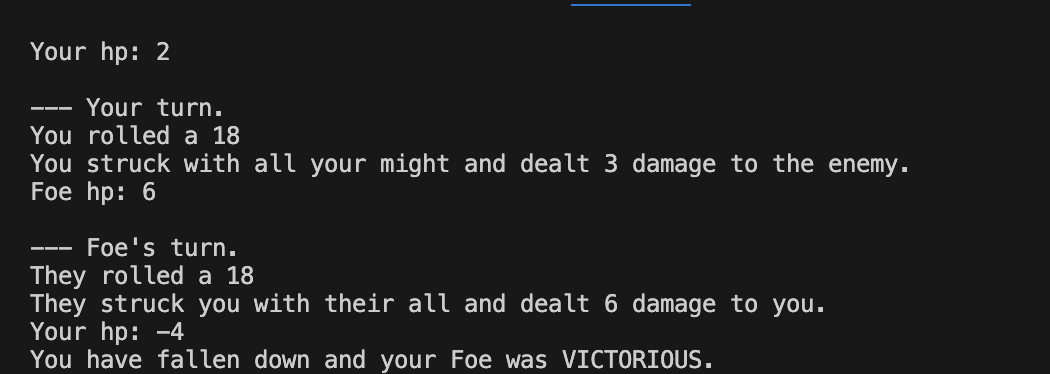 Your hp: 2
--- Your turn.
You rolled a 18
You struck with all your might and dealt 3 damage to the enemy.
Foe hp: 6
--- Foe's turn.
They rolled a 18
They struck you with their all and dealt 6 damage to you.
Your hp: -4
You have fallen down and your Foe was VICTORIOUS.